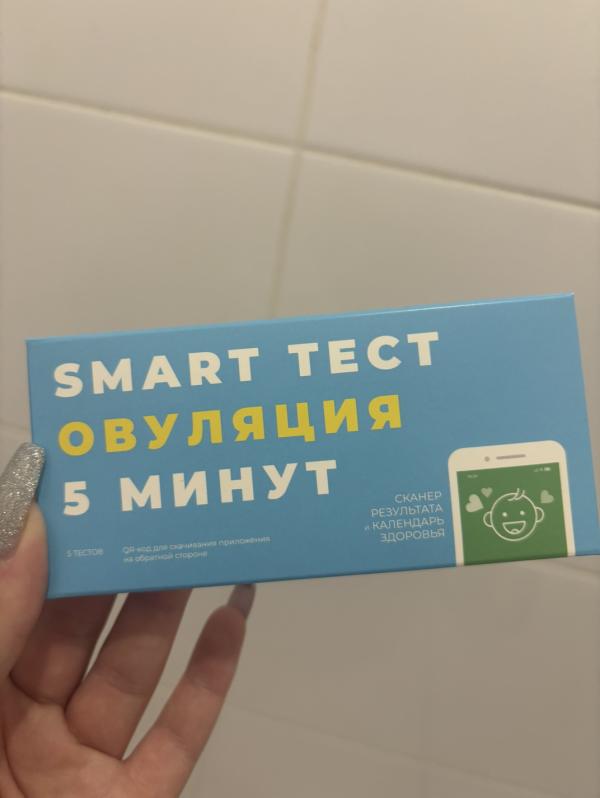 SMART ТЕСТ
ОВУЛЯЦИЯ
5 МИНУТ
СКАНЕР
РЕЗУЛЬТАТА
и КАЛЕНДАРЬ
ЗДОРОВЬЯ
5 ТЕСТОВ
QR-код для скачивания приложения
на обратной стороне